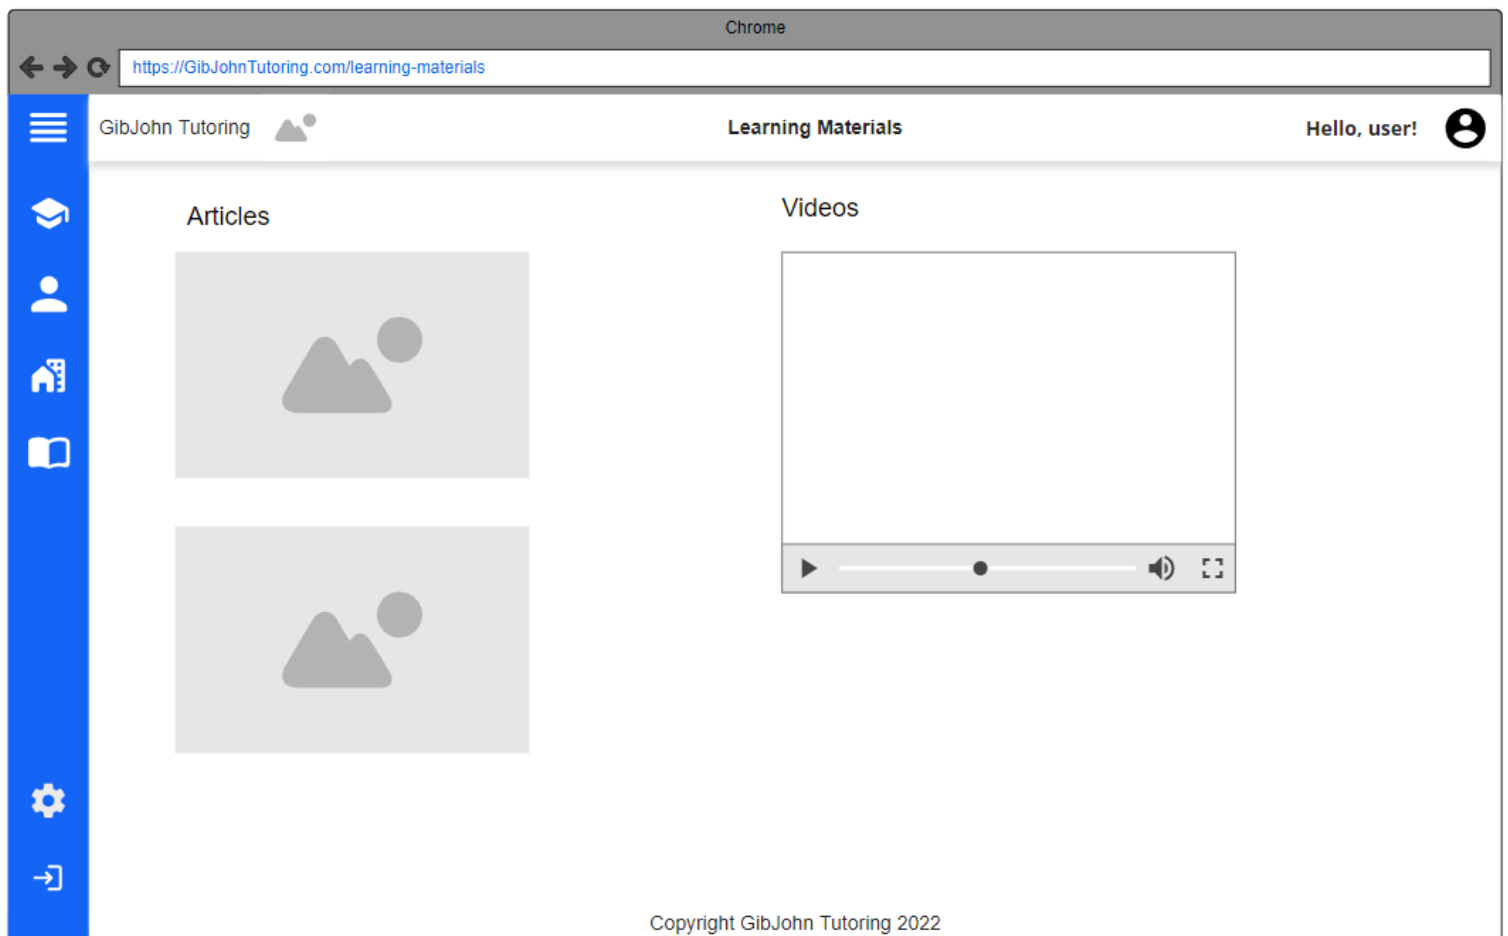 Chrome
https://GibJohnTutoring.com/learning-materials
GibJohn Tutoring
Learning Materials
Hello, user!
Articles
Videos
Copyright GibJohn Tutoring 2022